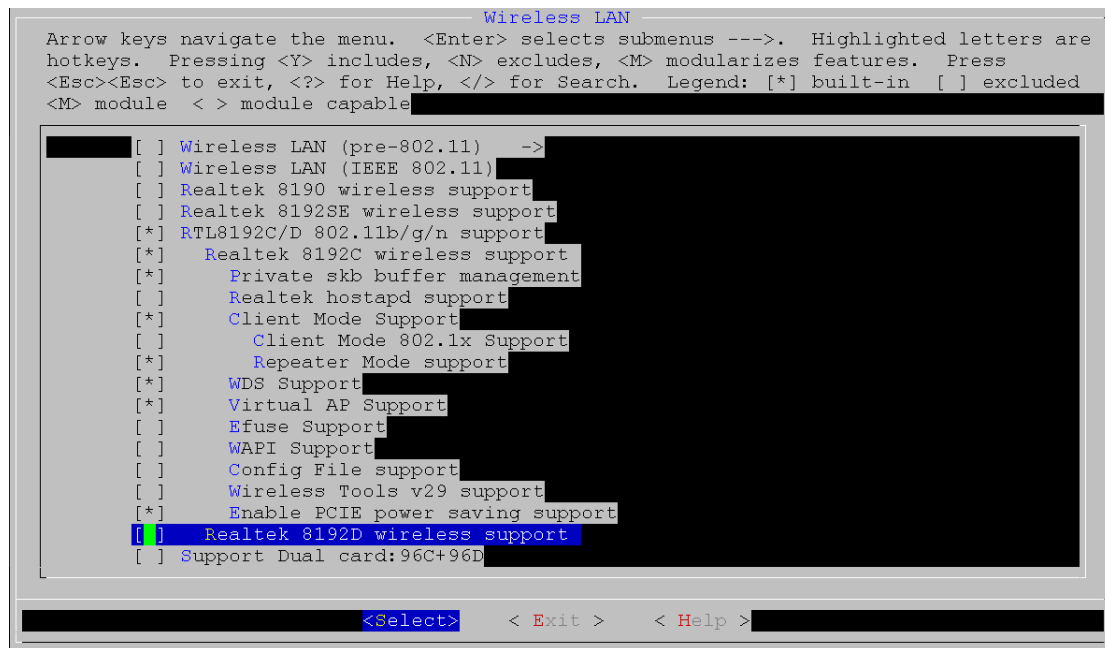 Wireless LAN
Arrow keys navigate the menu.  <Enter> selects submenus --->.  Highlighted letters are
hotkeys.  Pressing <Y> includes, <N> excludes, <M> modularizes features.  Press
<Esc><Esc> to exit, <?> for Help, </> for Search.  Legend: [*] built-in  [ ] excluded
<M> module  < > module capable
[ ] Wireless LAN (pre-802.11)   ->
[ ] Wireless LAN (IEEE 802.11)
[ ] Realtek 8190 wireless support
[ ] Realtek 8192SE wireless support
[*] RTL8192C/D 802.11b/g/n support
[*]   Realtek 8192C wireless support
[*]     Private skb buffer management
[ ]     Realtek hostapd support
[*]     Client Mode Support
[ ]       Client Mode 802.1x Support
[*]       Repeater Mode support
[*]     WDS Support
[*]     Virtual AP Support
[ ]     Efuse Support
[ ]     WAPI Support
[ ]     Config File support
[ ]     Wireless Tools v29 support
[*]     Enable PCIE power saving support
[ ]   Realtek 8192D wireless support
[ ] Support Dual card:96C+96D
<Select>    < Exit >    < Help >